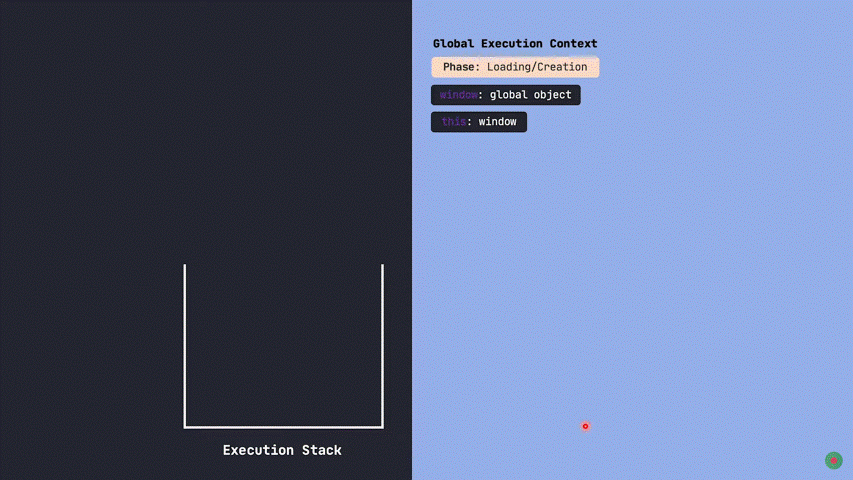 Global Execution Context
Phase: Loading/Creation
window: global object
this: window
Execution Stack